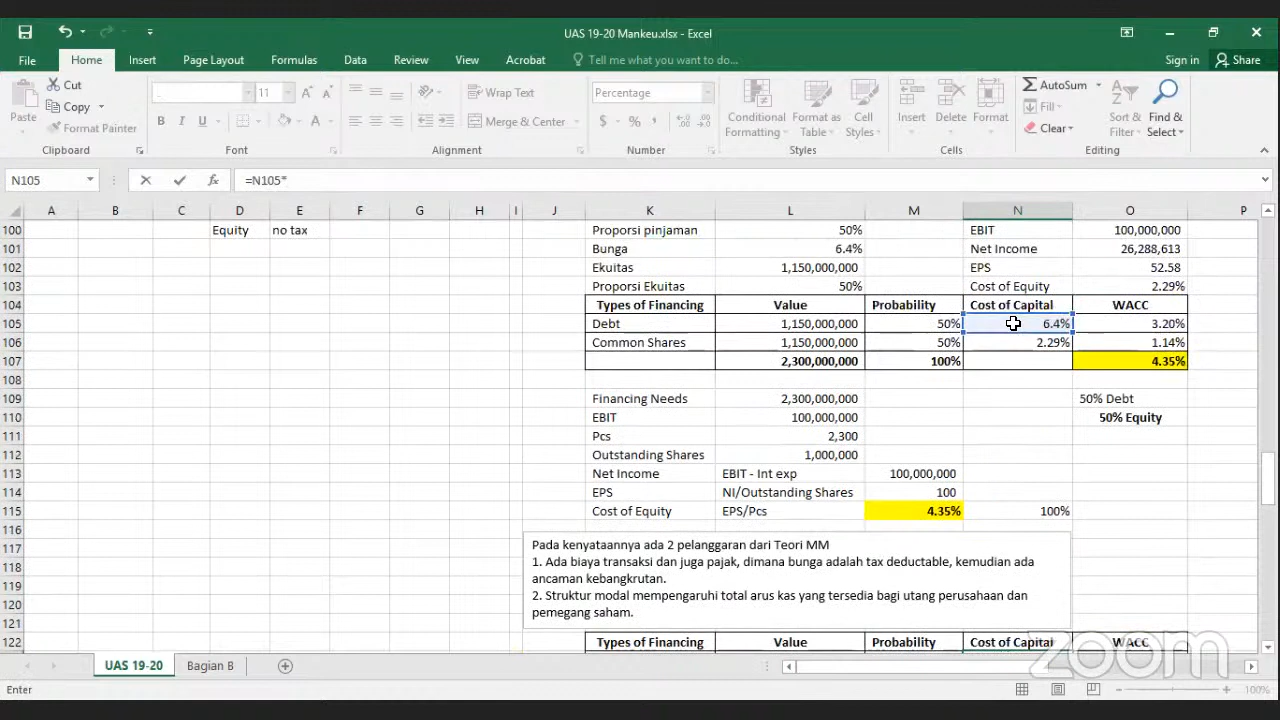 UAS 19-20 Mankeu.xlsx - Excel
File Home Insert Page Layout Formulas Data Review View Acrobat Tell me what you want to do... Sign in Share
Cut
Copy
Format Painter
Paste
Clipboard
11
B I U
Font
Wrap Text
Merge & Center
Alignment
Percentage
$ % ,
Number
Conditional Formatting
Format as Table
Cell Styles
Styles
Insert Delete Format
Cells
AutoSum
Fill
Clear
Sort & Filter
Find & Select
Editing
N105 fx =N105*
A B C D E F G H I J K L M N O P
100 Equity no tax Proporsi pinjaman 50% EBIT 100,000,000
101 Bunga 6.4% Net Income 26,288,613
102 Ekuitas 1,150,000,000 EPS 52.58
103 Proporsi Ekuitas 50% Cost of Equity 2.29%
104 Types of Financing Value Probability Cost of Capital WACC
105 Debt 1,150,000,000 50% 6.4% 3.20%
106 Common Shares 1,150,000,000 50% 2.29% 1.14%
107 2,300,000,000 100% 4.35%
108
109 Financing Needs 2,300,000,000 50% Debt
110 EBIT 100,000,000 50% Equity
111 Pcs 2,300
112 Outstanding Shares 1,000,000
113 Net Income EBIT - Int exp 100,000,000
114 EPS NI/Outstanding Shares 100
115 Cost of Equity EPS/Pcs 4.35% 100%
116
117 Pada kenyataannya ada 2 pelanggaran dari Teori MM
118 1. Ada biaya transaksi dan juga pajak, dimana bunga adalah tax deductable, kemudian ada
ancaman kebangkrutan.
119 2. Struktur modal mempengaruhi total arus kas yang tersedia bagi utang perusahaan dan
120 pemegang saham.
121
122 Types of Financing Value Probability Cost of Capital WACC
zoom
UAS 19-20 Bagian B
Enter 100%